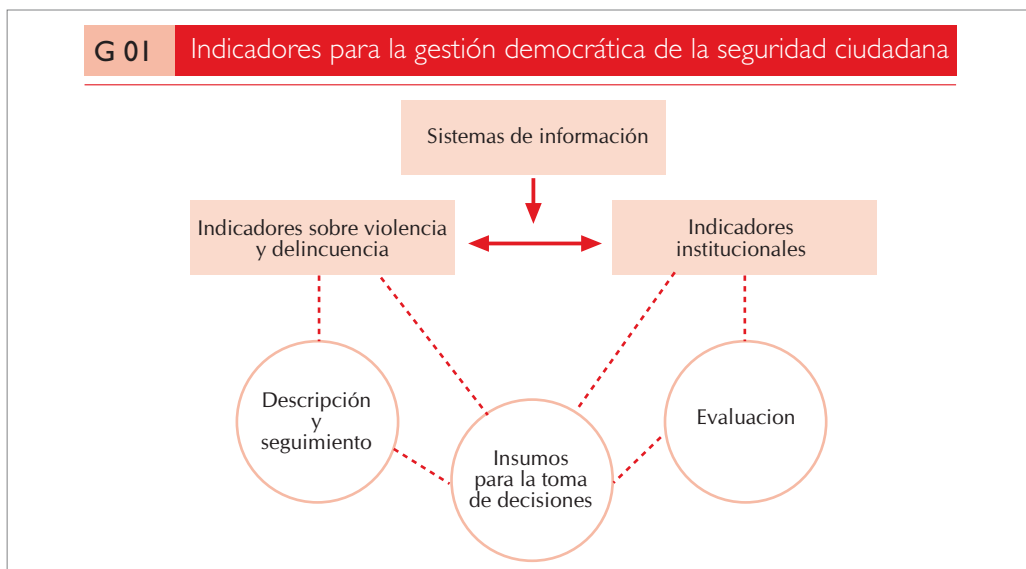 G 01
Indicadores para la gestión democrática de la seguridad ciudadana
Sistemas de información
Indicadores sobre violencia
y delincuencia
Indicadores
institucionales
Descripción
y
seguimiento
Insumos
para la toma
de decisiones
Evaluacion